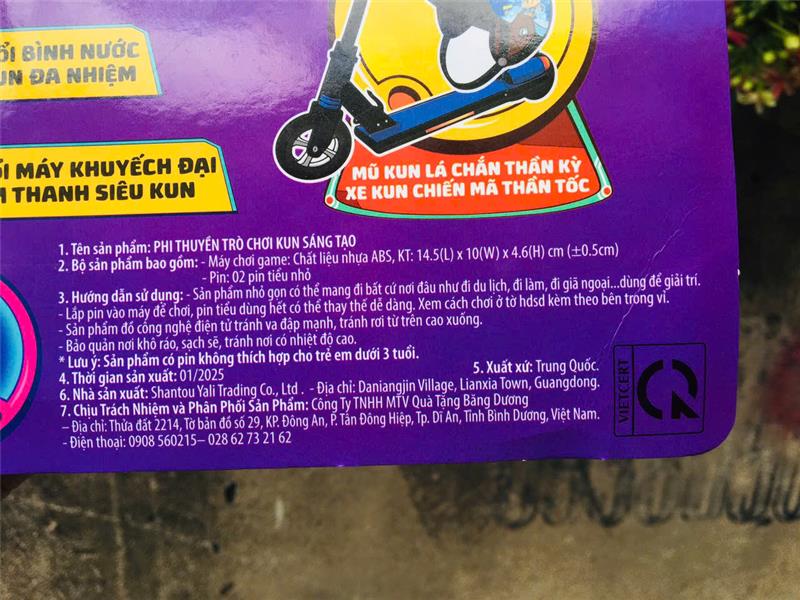 ỔI BÌNH NƯỚC
UN ĐA NHIỆM
ỔI MÁY KHUYẾCH ĐẠI
M THANH SIÊU KUN
MŨ KUN LÁ CHẮN THẦN KỲ
XE KUN CHIẾN MÃ THẦN TỐC
1. Tên sản phẩm: PHI THUYỀN TRÒ CHƠI KUN SÁNG TẠO
2. Bộ sản phẩm bao gồm: - Máy chơi game: Chất liệu nhựa ABS, KT: 14.5(L) x 10(W) x 4.6(H) cm (±0.5cm)
- Pin: 02 pin tiểu nhỏ
3. Hướng dẫn sử dụng: - Sản phẩm nhỏ gọn có thể mang đi bất cứ nơi đâu như đi du lịch, đi làm, đi giã ngoại...dùng để giải trí.
- Lắp pin vào máy để chơi, pin tiểu dùng hết có thể thay thế dễ dàng. Xem cách chơi ở tờ hdsd kèm theo bên trong vỉ.
- Sản phẩm đồ công nghệ điện tử tránh va đập mạnh, tránh rơi từ trên cao xuống.
- Bảo quản nơi khô ráo, sạch sẽ, tránh nơi có nhiệt độ cao.
* Lưu ý: Sản phẩm có pin không thích hợp cho trẻ em dưới 3 tuổi.
4. Thời gian sản xuất: 01/2025
5. Xuất xứ: Trung Quốc.
6. Nhà sản xuất: Shantou Yali Trading Co., Ltd. - Địa chỉ: Daniangjin Village, Lianxia Town, Guangdong.
7. Chịu Trách Nhiệm và Phân Phối Sản Phẩm: Công Ty TNHH MTV Quà Tặng Băng Dương
– Địa chỉ: Thửa đất 2214, Tờ bản đồ số 29, KP. Đông An, P. Tân Đông Hiệp, Tp. Dĩ An, Tỉnh Bình Dương, Việt Nam.
- Điện thoại: 0908 560215– 028 62 73 21 62
VIETCERT